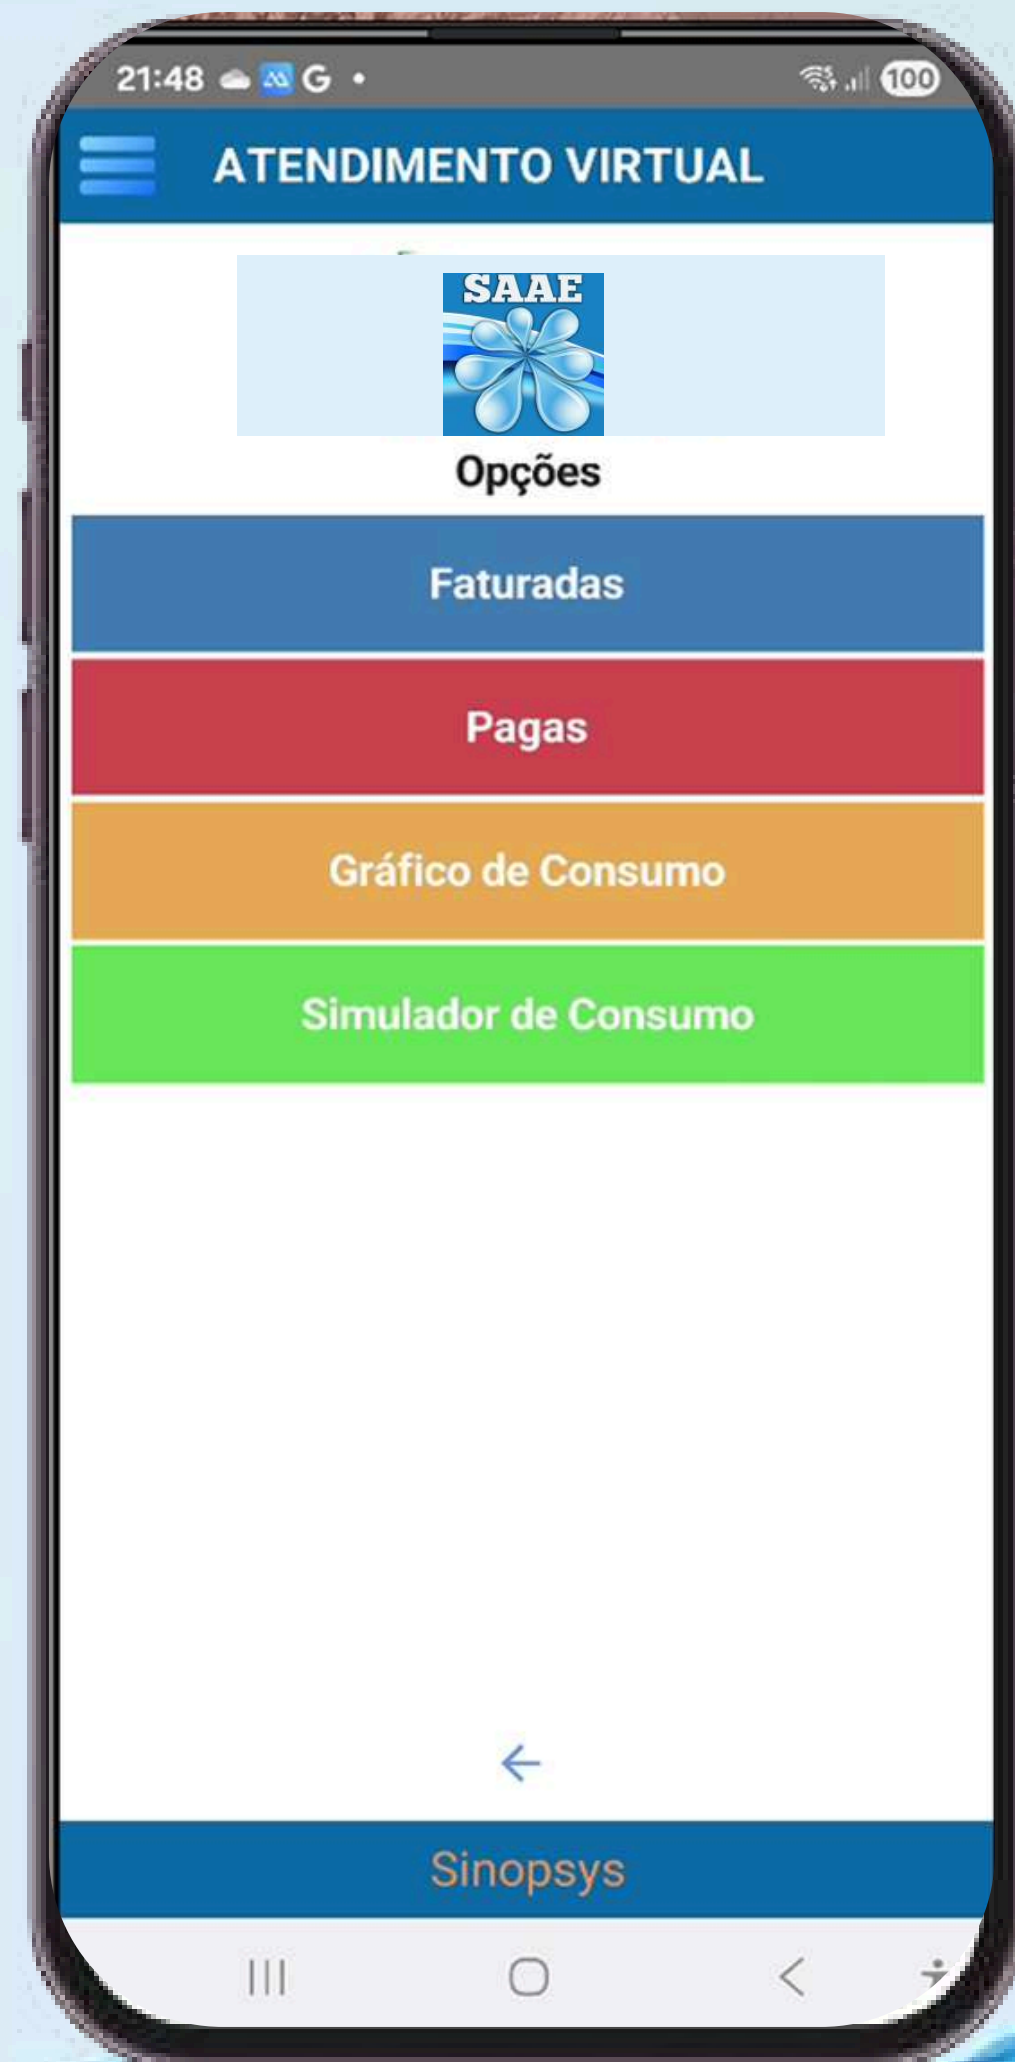 21:48 G
100
ATENDIMENTO VIRTUAL
SAAE
Opções
Faturadas
Pagas
Gráfico de Consumo
Simulador de Consumo
Sinopsys